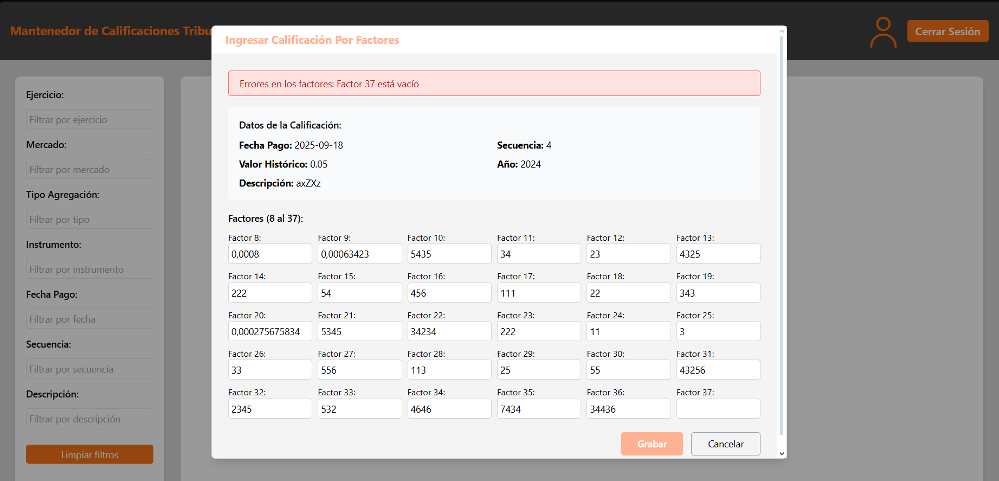 Mantenedor de Calificaciones Tribu
Cerrar Sesión
Ingresar Calificación Por Factores
Errores en los factores: Factor 37 está vacío
Ejercicio:
Filtrar por ejercicio
Mercado:
Filtrar por mercado
Tipo Agregación:
Filtrar por tipo
Instrumento:
Filtrar por instrumento
Fecha Pago:
Filtrar por fecha
Secuencia:
Filtrar por secuencia
Descripción:
Filtrar por descripción
Limpiar filtros
Datos de la Calificación:
Fecha Pago: 2025-09-18 Secuencia: 4
Valor Histórico: 0.05 Año: 2024
Descripción: axZXz
Factores (8 al 37):
Factor 8: Factor 9: Factor 10: Factor 11: Factor 12: Factor 13:
0,0008 0,00063423 5435 34 23 4325
Factor 14: Factor 15: Factor 16: Factor 17: Factor 18: Factor 19:
222 54 456 111 22 343
Factor 20: Factor 21: Factor 22: Factor 23: Factor 24: Factor 25:
0,000275675834 5345 34234 222 11 3
Factor 26: Factor 27: Factor 28: Factor 29: Factor 30: Factor 31:
33 556 113 25 55 43256
Factor 32: Factor 33: Factor 34: Factor 35: Factor 36: Factor 37:
2345 532 4646 7434 34436
Grabar Cancelar